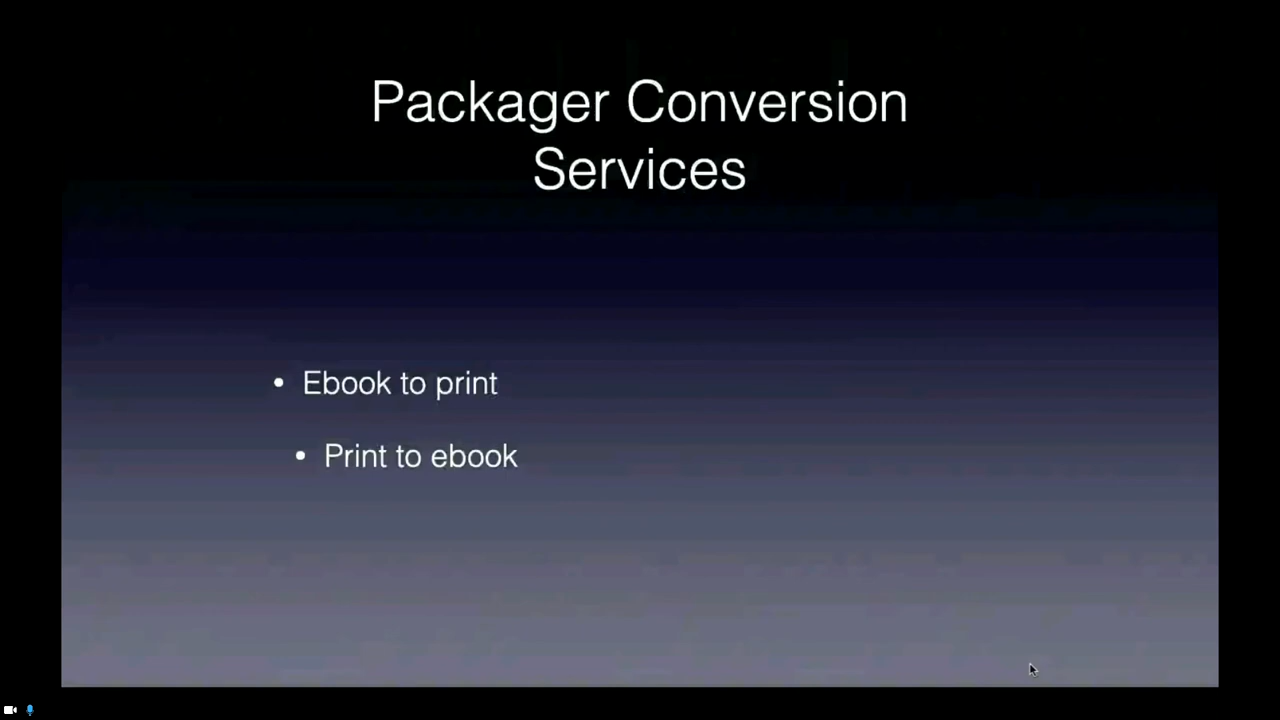 Packager Conversion
Services
• Ebook to print
• Print to ebook